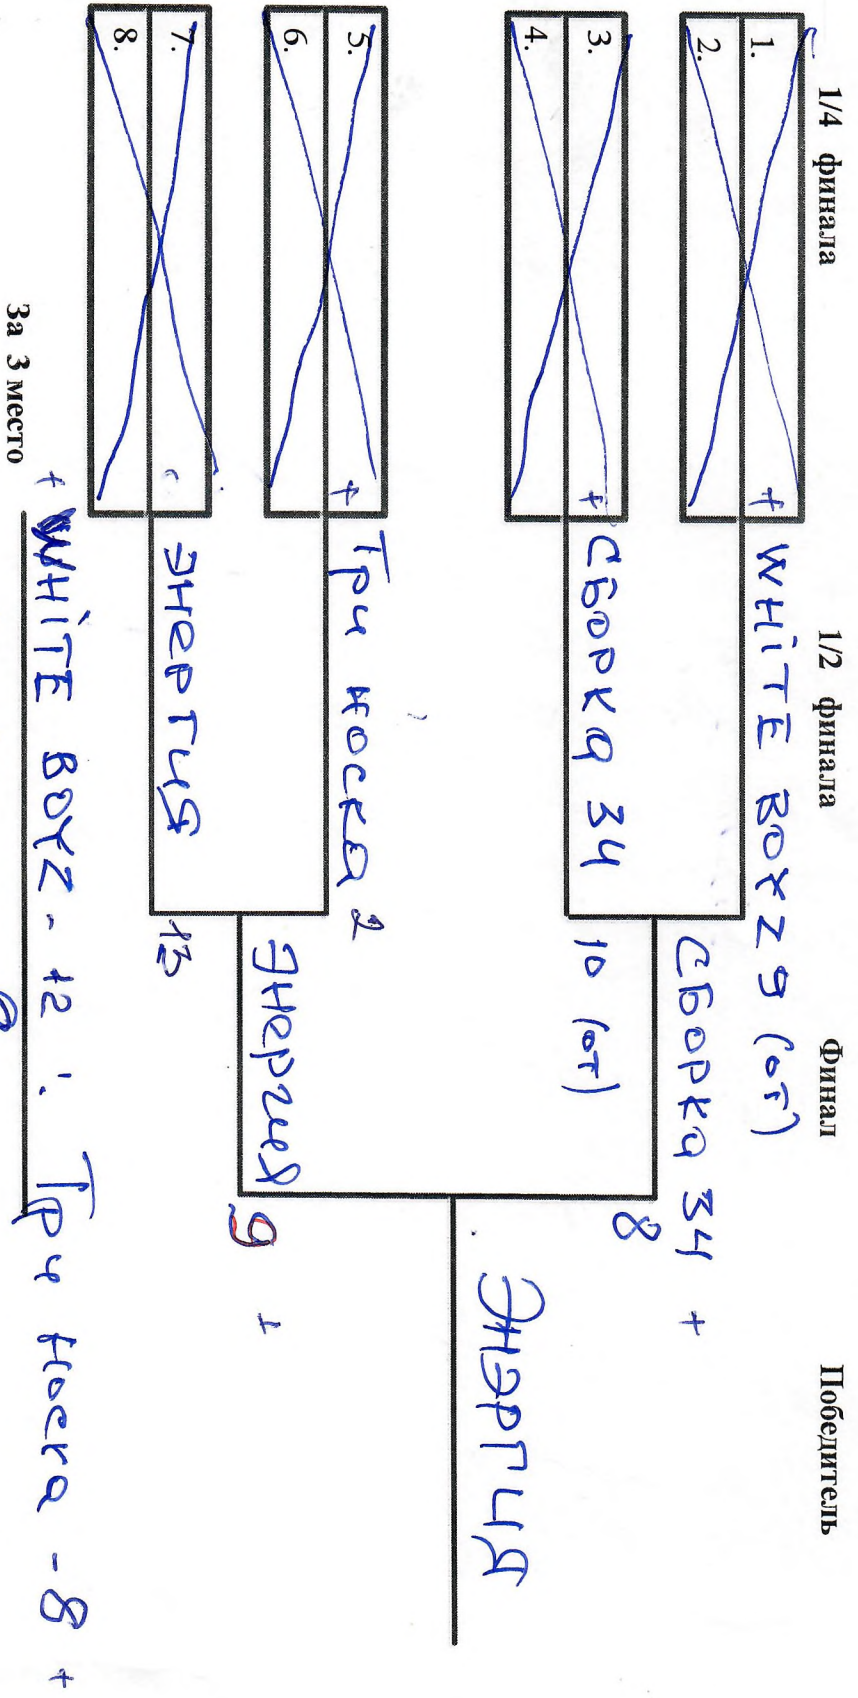 1/4 финала 1/2 финала Финал Победитель
1.
2.
+ WHITE BOYZ 9 (от)
СБОРКА 34 +
8
3.
4.
+ СБОРКА 34 10 (от)
ЭНЭРГИЯ
5.
6.
+ Три носка 2
Энергия
9
7.
8.
ЭНЕРГИЯ 13
За 3 место
+ WHITE BOYZ - 12 : Три носка - 8 +